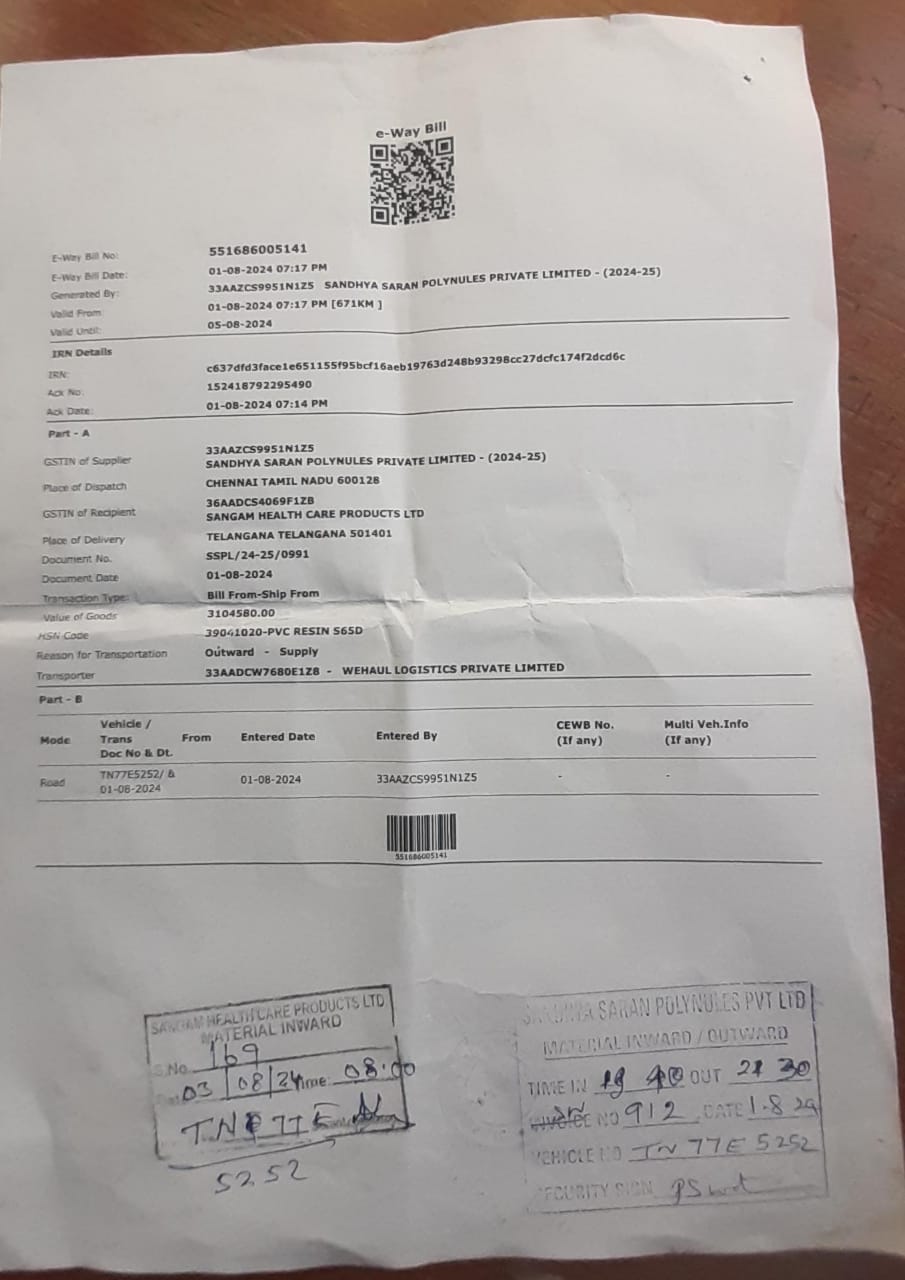 e-Way Bill
E-Way Bill No: 551686005141
E-Way Bill Date: 01-08-2024 07:17 PM
Generated By: 33AAZCS9951N1Z5 SANDHYA SARAN POLYNULES PRIVATE LIMITED - (2024-25)
Valid From: 01-08-2024 07:17 PM [671KM ]
Valid Until: 05-08-2024
IRN Details
IRN: c637dfd3face1e651155f95bcf16aeb19763d248b93298cc27dcfc174f2dcd6c
Ack No: 152418792295490
Ack Date: 01-08-2024 07:14 PM
Part - A
GSTIN of Supplier 33AAZCS9951N1Z5
SANDHYA SARAN POLYNULES PRIVATE LIMITED - (2024-25)
Place of Dispatch CHENNAI TAMIL NADU 600128
GSTIN of Recipient 36AADCS4069F1ZB
SANGAM HEALTH CARE PRODUCTS LTD
Place of Delivery TELANGANA TELANGANA 501401
Document No. SSPL/24-25/0991
Document Date 01-08-2024
Transaction Type: Bill From-Ship From
Value of Goods 3104580.00
HSN Code 39041020-PVC RESIN S65D
Reason for Transportation Outward - Supply
Transporter 33AADCW7680E1Z8 - WEHAUL LOGISTICS PRIVATE LIMITED
Part - B
Mode Vehicle / Trans Doc No & Dt. From Entered Date Entered By CEWB No. (If any) Multi Veh.Info (If any)
Road TN77E5252/ & 01-08-2024 01-08-2024 33AAZCS9951N1Z5 - -
551686005141
SANGAM HEALTH CARE PRODUCTS LTD
MATERIAL INWARD
S.No. 169
03/08/24 Time: 08:00
TN 77E
5252
SANDHYA SARAN POLYNULES PVT LTD
MATERIAL INWARD / OUTWARD
TIME IN 19 40 OUT 21 30
NO 912 DATE 1.8.24
VEHICLE NO TN 77E 5252
SECURITY SIGN